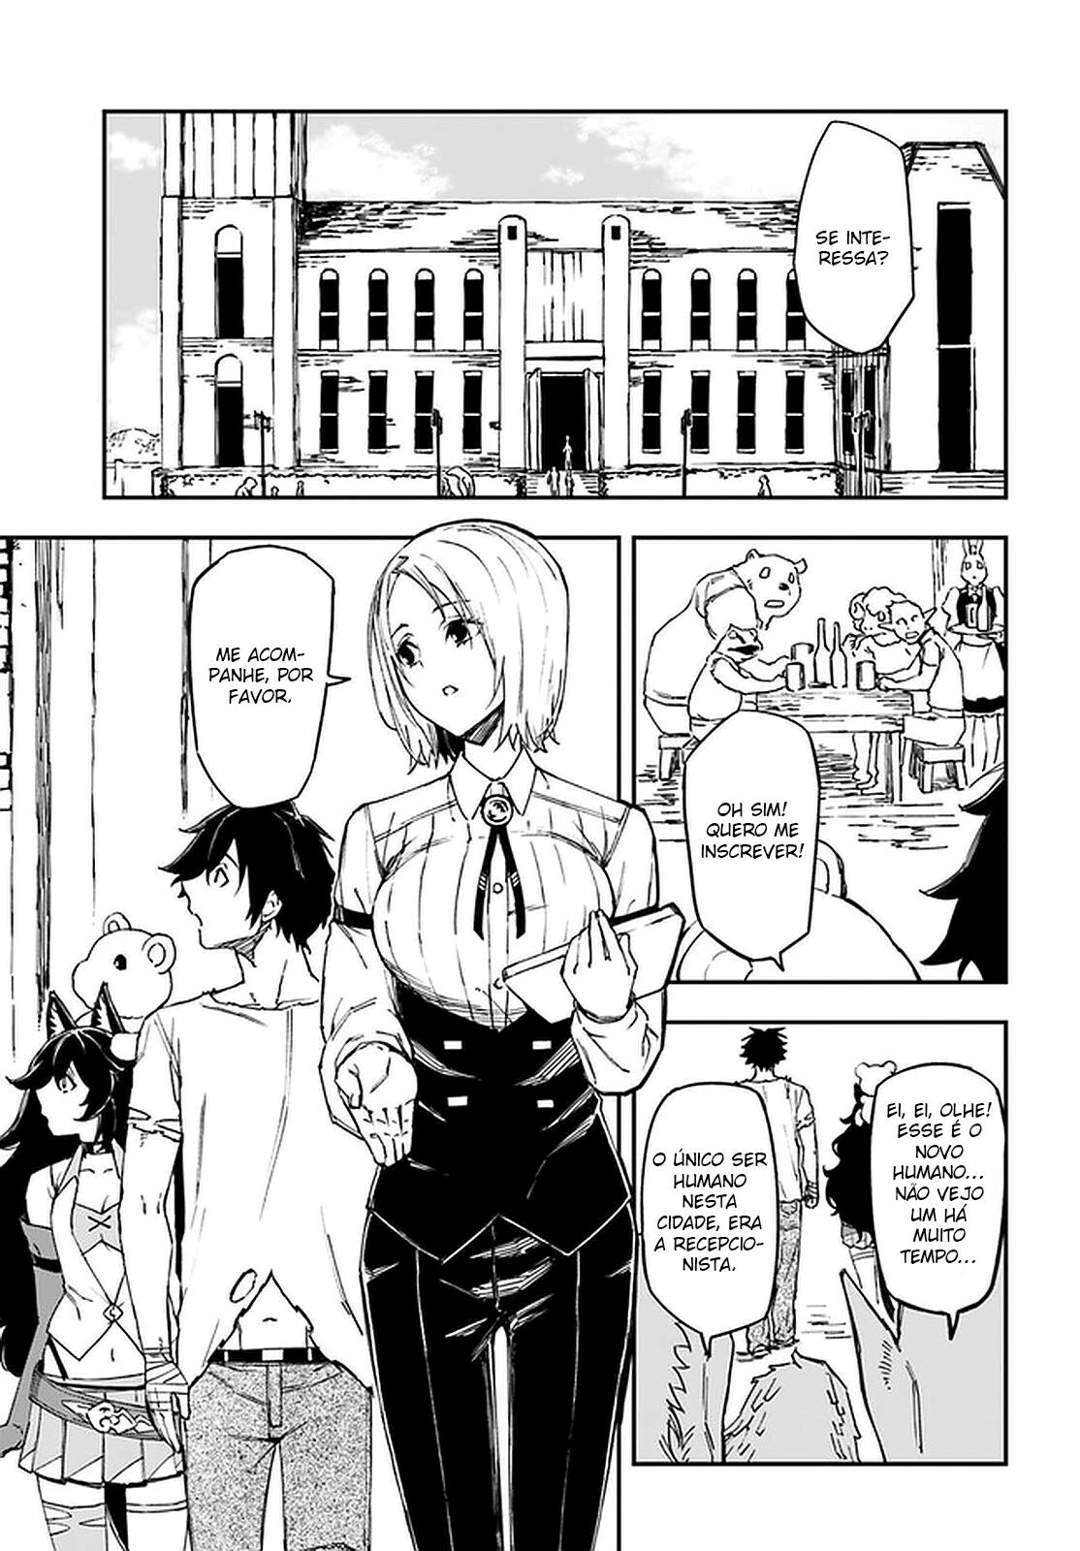 SE INTE-
RESSA?
OH SIM!
QUERO ME
INSCREVER!
ME ACOM-
PANHE, POR
FAVOR.
EI, EI, OLHE!
ESSE É O
NOVO
HUMANO...
NÃO VEJO
UM HÁ
MUITO
TEMPO...
O ÚNICO SER
HUMANO
NESTA
CIDADE, ERA
A RECEPCIO-
NISTA.